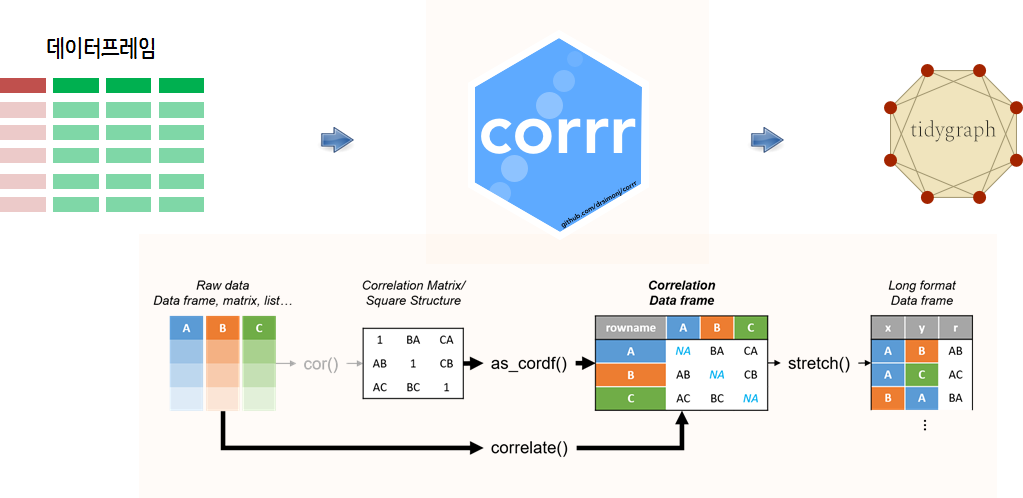 데이터프레임
corrr
github.com/drsimonj/corrr
tidygraph
Raw data
Data frame, matrix, list…
Correlation Matrix/
Square Structure
Correlation
Data frame
Long format
Data frame
A B C
cor()
1 BA CA
AB 1 CB
AC BC 1
as_cordf()
rowname A B C
A NA BA CA
B AB NA CB
C AC BC NA
stretch()
x y r
A B AB
A C AC
B A BA
⋮
correlate()